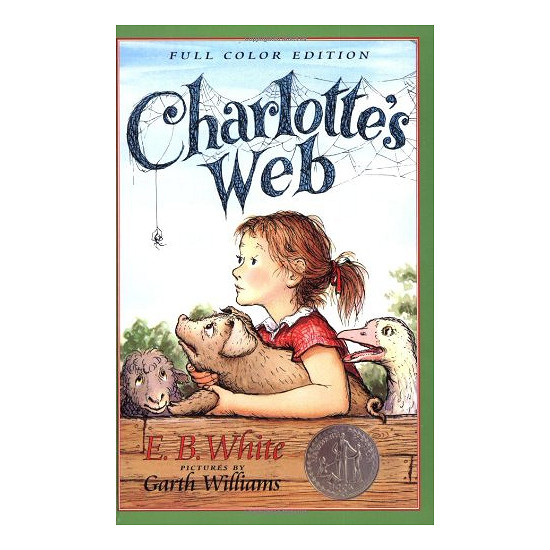 FULL COLOR EDITION
Charlotte's
Web
E. B. White
PICTURES BY
Garth Williams